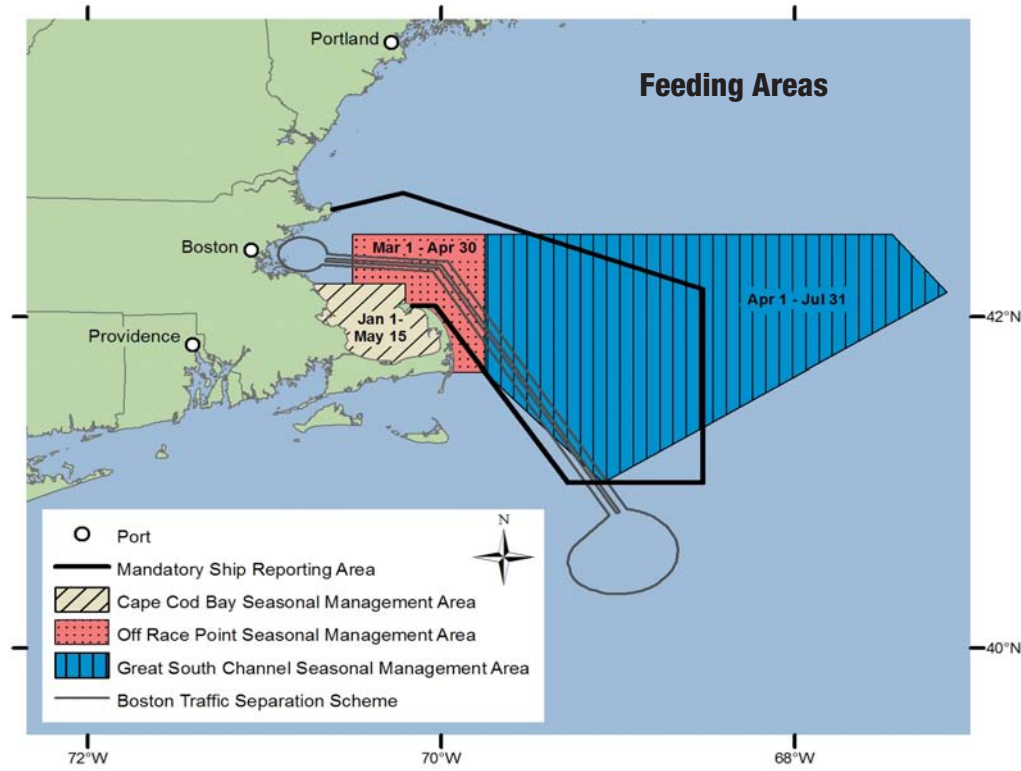 Feeding Areas
Portland
Boston
Providence
Mar 1 - Apr 30
Apr 1 - Jul 31
Jan 1-
May 15
42°N
40°N
N
Port
Mandatory Ship Reporting Area
Cape Cod Bay Seasonal Management Area
Off Race Point Seasonal Management Area
Great South Channel Seasonal Management Area
Boston Traffic Separation Scheme
72°W
70°W
68°W